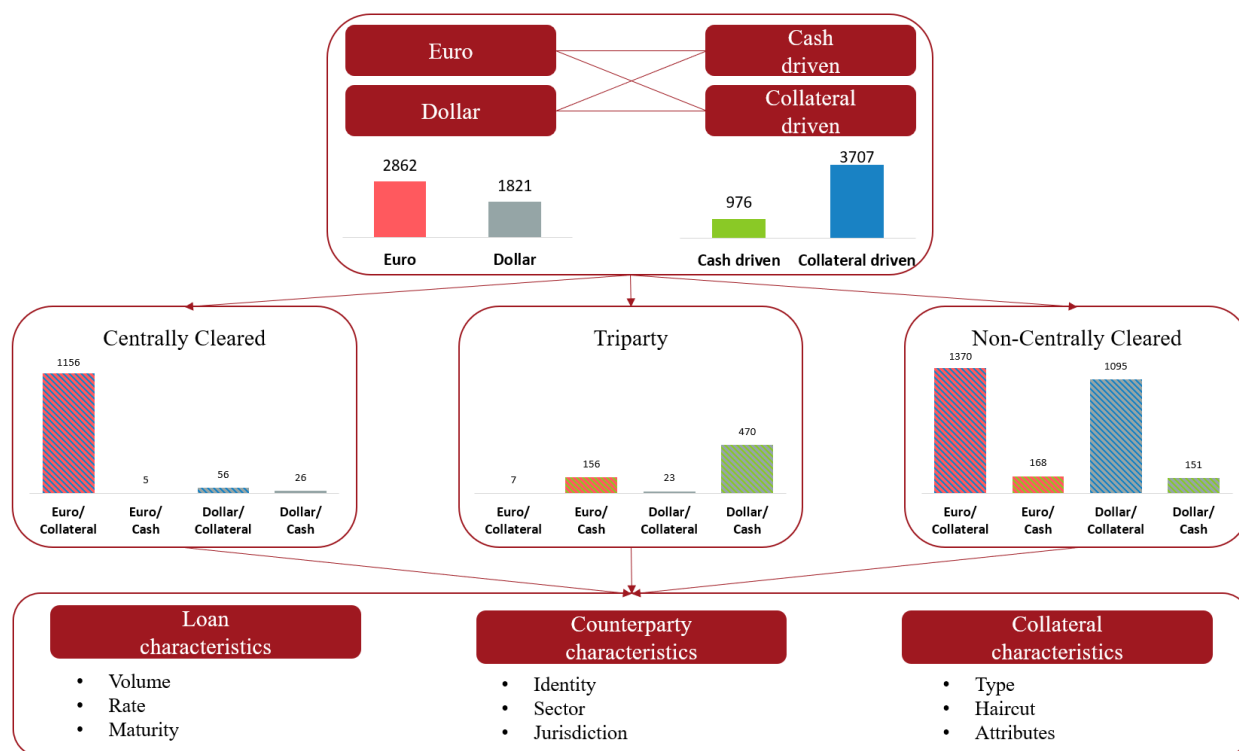 Euro
Cash
driven
Dollar
Collateral
driven
2862
1821
976
3707
Euro
Dollar
Cash driven
Collateral driven
Centrally Cleared
1156
5
56
26
Euro/
Collateral
Euro/
Cash
Dollar/
Collateral
Dollar/
Cash
Triparty
7
156
23
470
Euro/
Collateral
Euro/
Cash
Dollar/
Collateral
Dollar/
Cash
Non-Centrally Cleared
1370
168
1095
151
Euro/
Collateral
Euro/
Cash
Dollar/
Collateral
Dollar/
Cash
Loan
characteristics
• Volume
• Rate
• Maturity
Counterparty
characteristics
• Identity
• Sector
• Jurisdiction
Collateral
characteristics
• Type
• Haircut
• Attributes